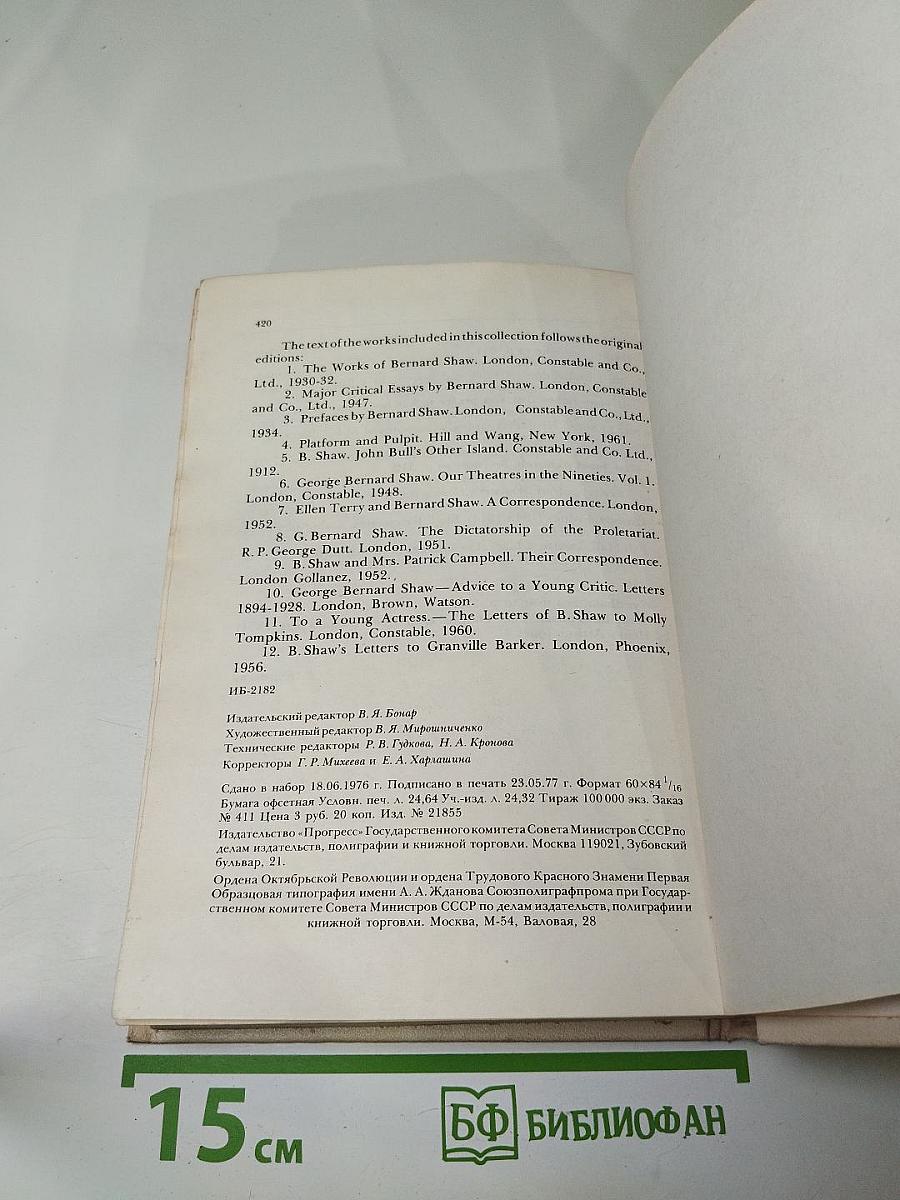 420
The text of the works included in this collection follows the original
editions:
1. The Works of Bernard Shaw. London, Constable and Co.,
Ltd., 1930-32.
2. Major Critical Essays by Bernard Shaw. London, Constable
and Co., Ltd., 1947.
3. Prefaces by Bernard Shaw. London, Constable and Co., Ltd.,
1934.
4. Platform and Pulpit. Hill and Wang, New York, 1961.
5. B. Shaw. John Bull's Other Island. Constable and Co. Ltd.,
1912.
6. George Bernard Shaw. Our Theatres in the Nineties. Vol. 1.
London, Constable, 1948.
7. Ellen Terry and Bernard Shaw. A Correspondence. London,
1952.
8. G. Bernard Shaw. The Dictatorship of the Proletariat.
R. P. George Dutt. London, 1951.
9. B. Shaw and Mrs. Patrick Campbell. Their Correspondence.
London Gollanez, 1952.,
10. George Bernard Shaw—Advice to a Young Critic. Letters
1894-1928. London, Brown, Watson.
11. To a Young Actress.—The Letters of B. Shaw to Molly
Tompkins. London, Constable, 1960.
12. B. Shaw's Letters to Granville Barker. London, Phoenix,
1956.
ИБ-2182
Издательский редактор В. Я. Бонар
Художественный редактор В. Я. Мирошниченко
Технические редакторы Р. В. Гудкова, Н. А. Кронова
Корректоры Г. Р. Михеева и Е. А. Харлашина
Сдано в набор 18.06.1976 г. Подписано в печать 23.05.77 г. Формат 60×84 1/16
Бумага офсетная Условн. печ. л. 24,64 Уч.-изд. л. 24,32 Тираж 100 000 экз. Заказ
№ 411 Цена 3 руб. 20 коп. Изд. № 21855
Издательство «Прогресс» Государственного комитета Совета Министров СССР по
делам издательств, полиграфии и книжной торговли. Москва 119021, Зубовский
бульвар, 21.
Ордена Октябрьской Революции и ордена Трудового Красного Знамени Первая
Образцовая типография имени А. А. Жданова Союзполиграфпрома при Государ-
ственном комитете Совета Министров СССР по делам издательств, полиграфии и
книжной торговли. Москва, М-54, Валовая, 28
15 см
БФ БИБЛИОФАН